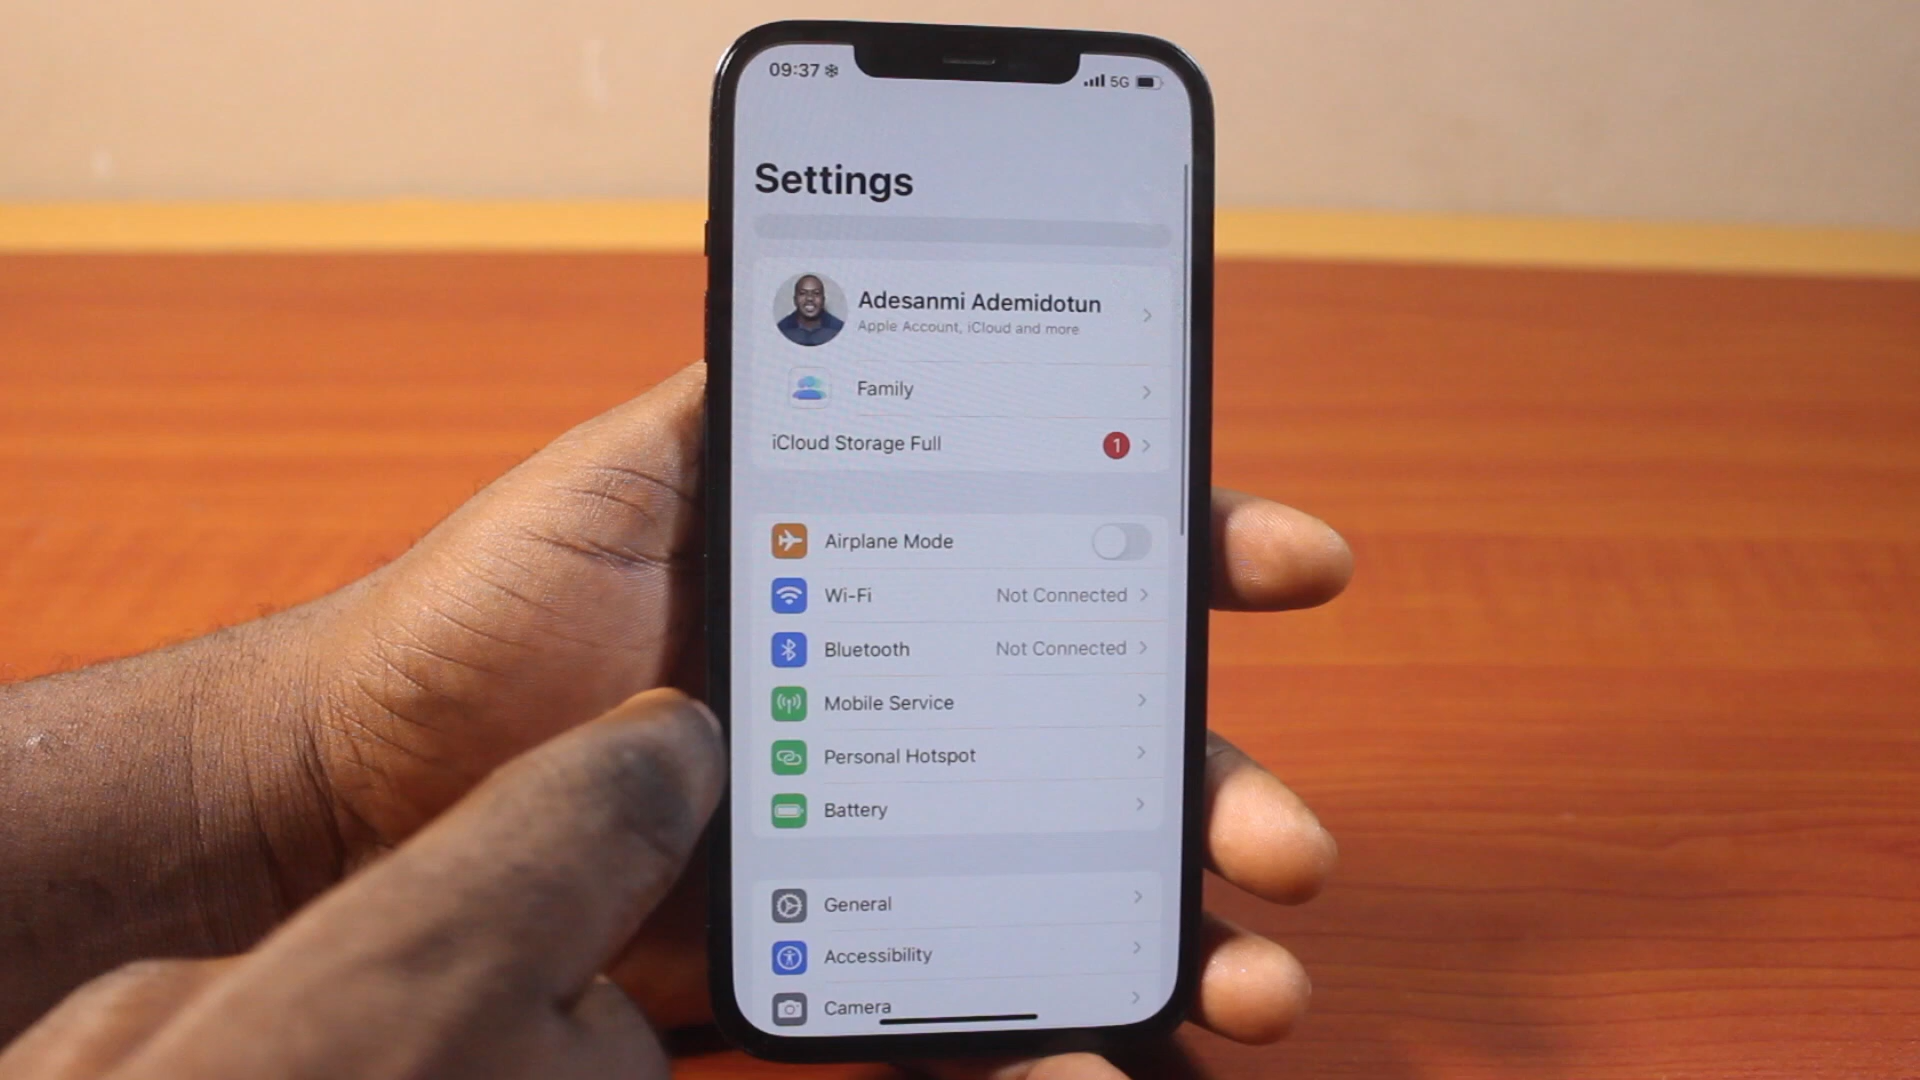 09:37
5G
Settings
Adesanmi Ademidotun
Apple Account, iCloud and more
Family
iCloud Storage Full 1
Airplane Mode
Wi-Fi Not Connected
Bluetooth Not Connected
Mobile Service
Personal Hotspot
Battery
General
Accessibility
Camera